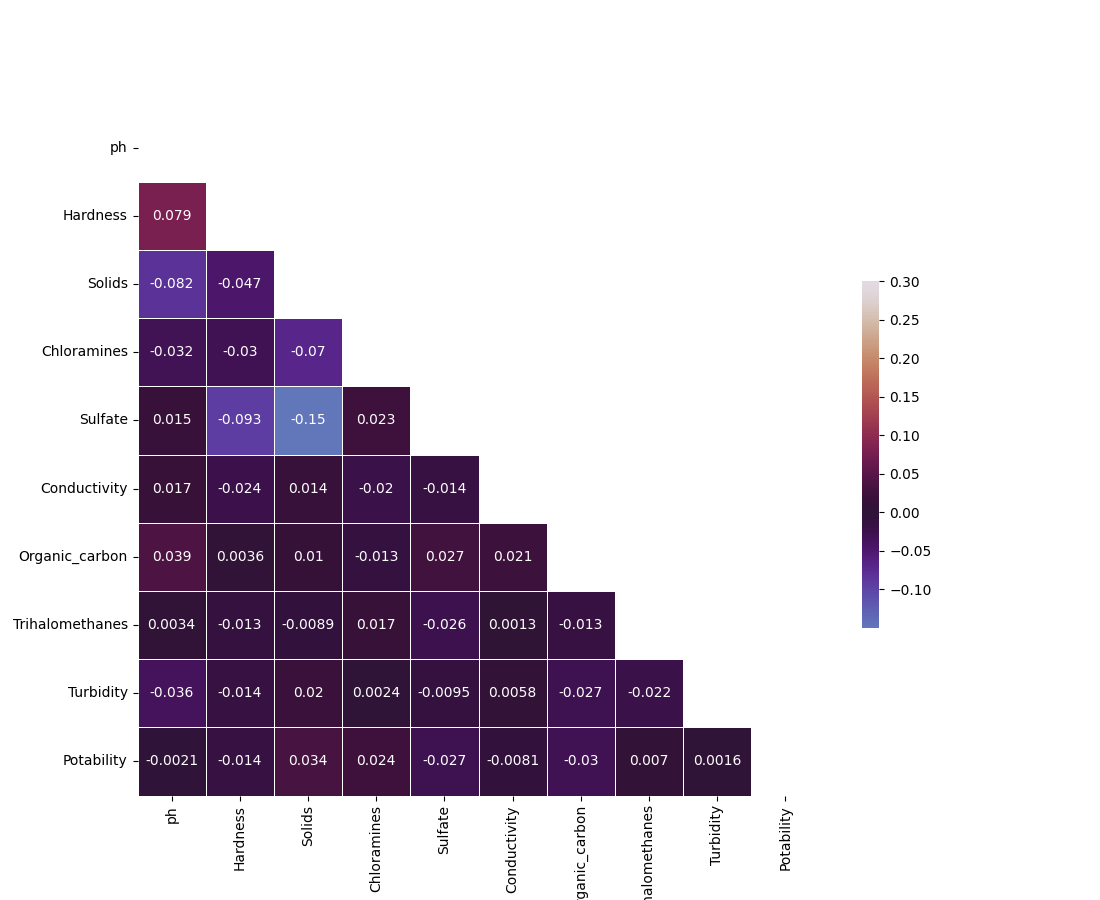 ph
Hardness 0.079
Solids -0.082 -0.047
Chloramines -0.032 -0.03 -0.07
Sulfate 0.015 -0.093 -0.15 0.023
Conductivity 0.017 -0.024 0.014 -0.02 -0.014
Organic_carbon 0.039 0.0036 0.01 -0.013 0.027 0.021
Trihalomethanes 0.0034 -0.013 -0.0089 0.017 -0.026 0.0013 -0.013
Turbidity -0.036 -0.014 0.02 0.0024 -0.0095 0.0058 -0.027 -0.022
Potability -0.0021 -0.014 0.034 0.024 -0.027 -0.0081 -0.03 0.007 0.0016
ph
Hardness
Solids
Chloramines
Sulfate
Conductivity
ganic_carbon
halomethanes
Turbidity
Potability
0.30
0.25
0.20
0.15
0.10
0.05
0.00
−0.05
−0.10